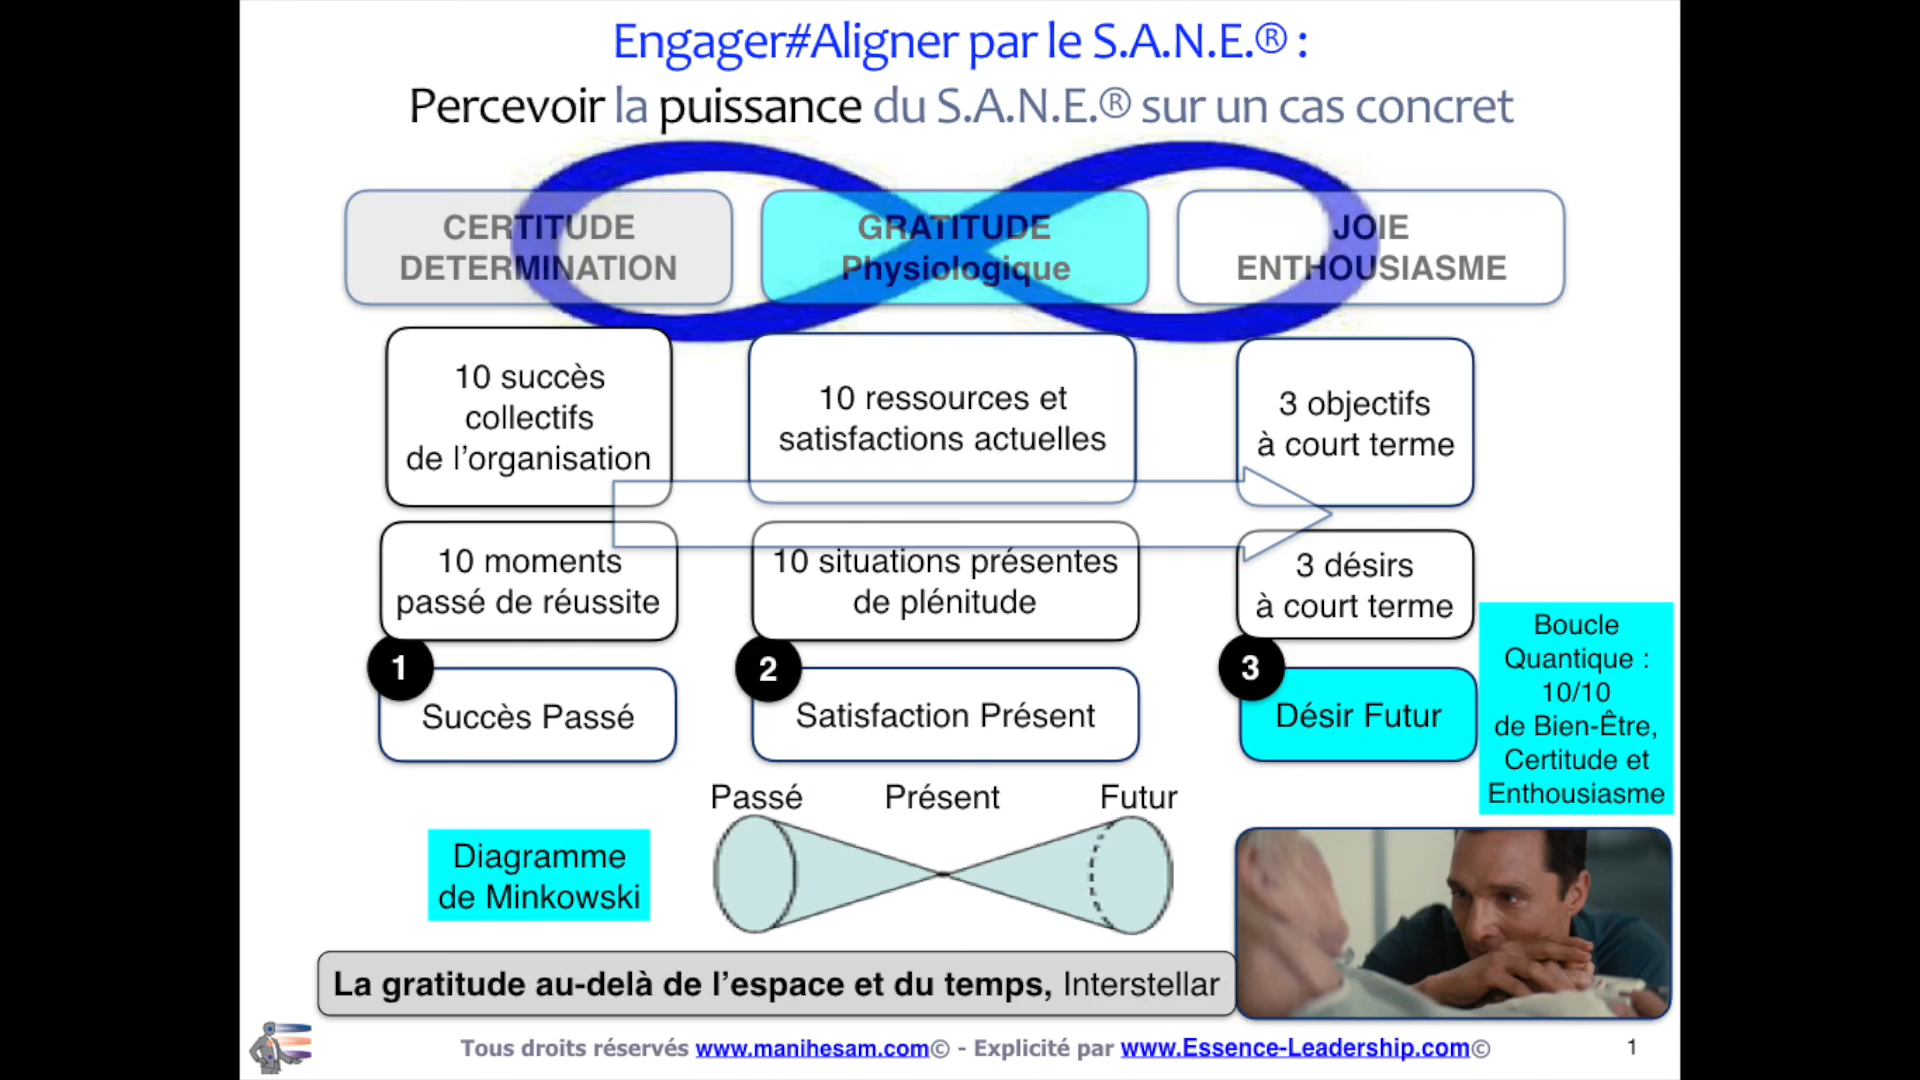 Engager#Aligner par le S.A.N.E.® :
Percevoir la puissance du S.A.N.E.® sur un cas concret
CERTITUDE
DETERMINATION
GRATITUDE
Physiologique
JOIE
ENTHOUSIASME
10 succès
collectifs
de l'organisation
10 ressources et
satisfactions actuelles
3 objectifs
à court terme
10 moments
passé de réussite
10 situations présentes
de plénitude
3 désirs
à court terme
1
Succès Passé
2
Satisfaction Présent
3
Désir Futur
Boucle
Quantique :
10/10
de Bien-Être,
Certitude et
Enthousiasme
Passé
Présent
Futur
Diagramme
de Minkowski
La gratitude au-delà de l'espace et du temps, Interstellar
Tous droits réservés www.manihesam.com© - Explicité par www.Essence-Leadership.com©
1